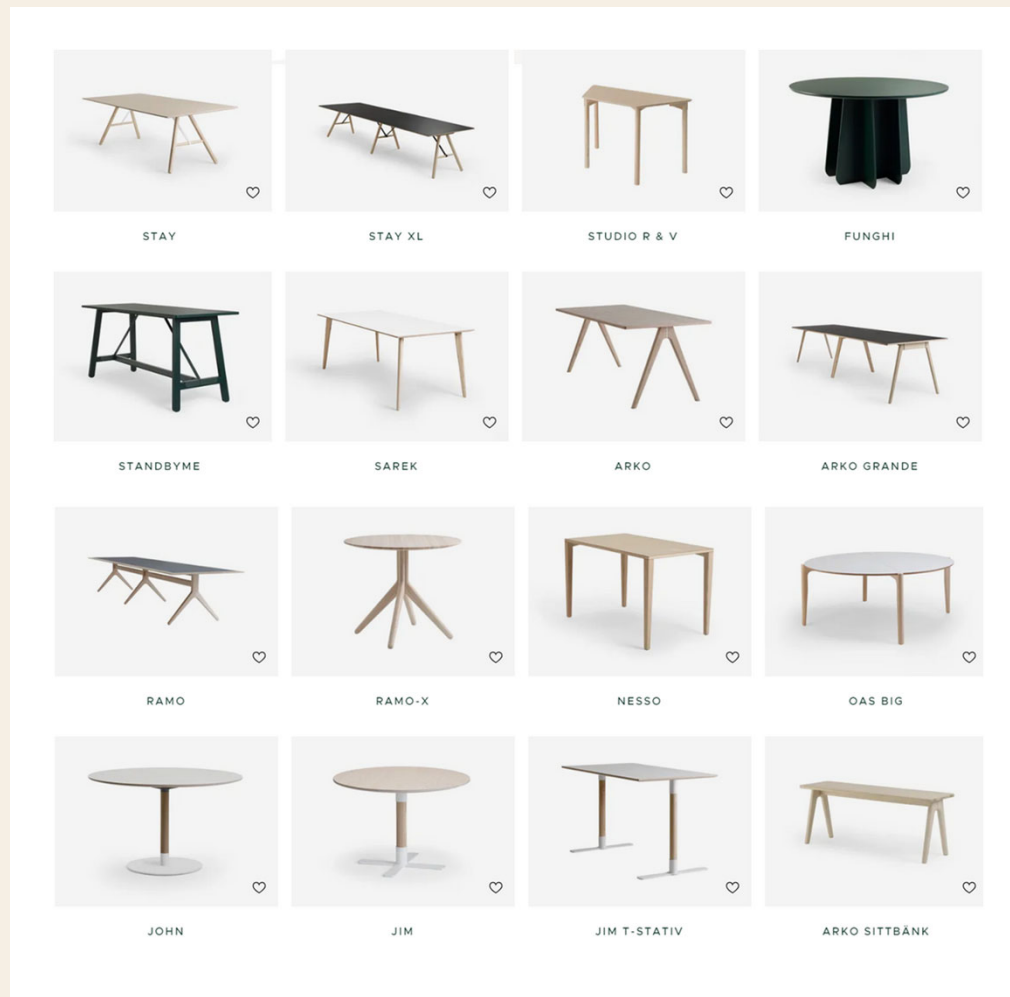 STAY
STAY XL
STUDIO R & V
FUNGHI
STANDBYME
SAREK
ARKO
ARKO GRANDE
RAMO
RAMO-X
NESSO
OAS BIG
JOHN
JIM
JIM T-STATIV
ARKO SITTBÄNK